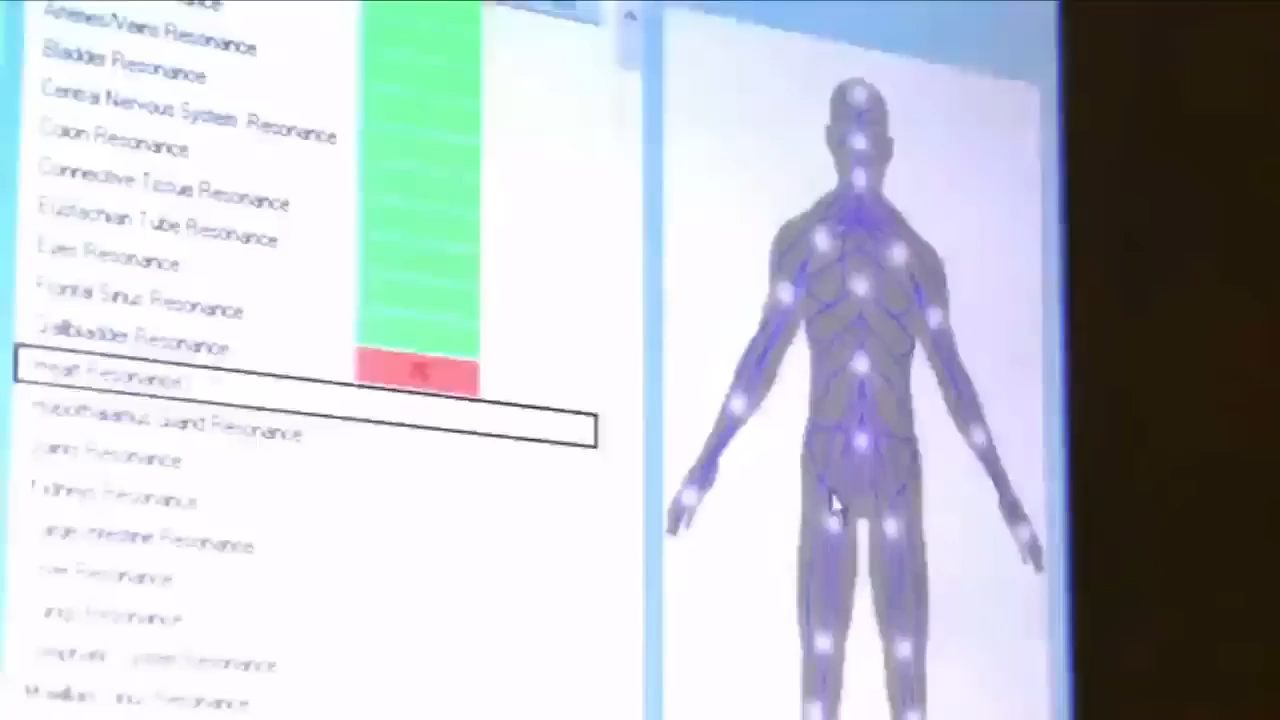 Arteries/Veins Resonance
Bladder Resonance
Central Nervous System Resonance
Colon Resonance
Connective Tissue Resonance
Eustachian Tube Resonance
Eyes Resonance
Frontal Sinus Resonance
Gallbladder Resonance
Heart Resonance
Hypothalamus Gland Resonance
Resonance
Kidneys Resonance
Large Intestine Resonance
Resonance
Resonance
Resonance
Resonance